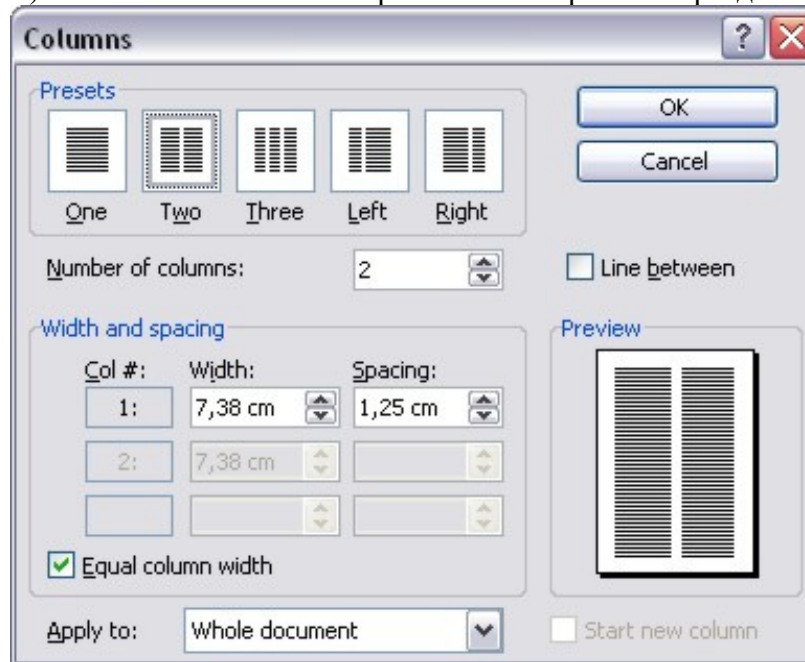 Columns
Presets
One Two Three Left Right
OK
Cancel
Number of columns: 2
Line between
Width and spacing
Col #: Width: Spacing:
1: 7,38 cm 1,25 cm
2: 7,38 cm
Equal column width
Preview
Apply to: Whole document
Start new column